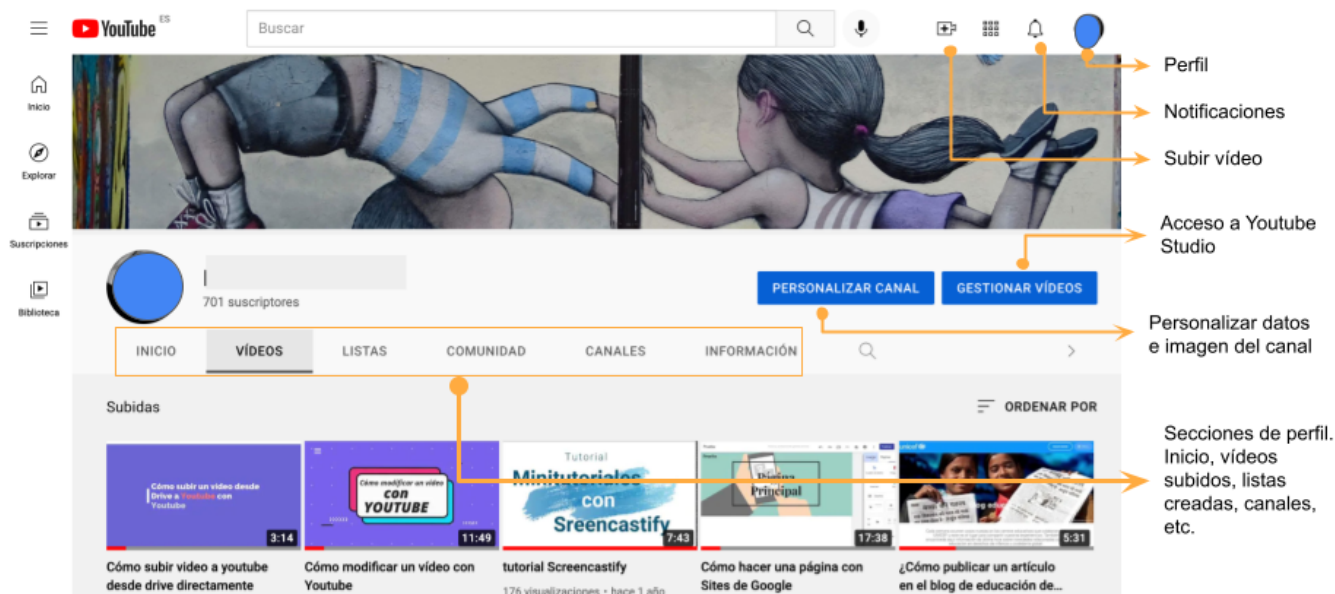 YouTube ES
Buscar
Inicio
Explorar
Suscripciones
Biblioteca
Perfil
Notificaciones
Subir vídeo
Acceso a Youtube
Studio
701 suscriptores
PERSONALIZAR CANAL
GESTIONAR VÍDEOS
Personalizar datos
e imagen del canal
INICIO VÍDEOS LISTAS COMUNIDAD CANALES INFORMACIÓN
Subidas
ORDENAR POR
Secciones de perfil.
Inicio, vídeos
subidos, listas
creadas, canales,
etc.
Cómo subir un vídeo desde
Drive a Youtube con
Youtube
3:14
Cómo modificar un vídeo
con
YOUTUBE
11:49
Tutorial
Minitutoriales
con
Sreencastify
7:43
Página
Principal
17:38
unicef
5:31
Cómo subir video a youtube
desde drive directamente
Cómo modificar un vídeo con
Youtube
tutorial Screencastify
176 visualizaciones • hace 1 año
Cómo hacer una página con
Sites de Google
¿Cómo publicar un artículo
en el blog de educación de...